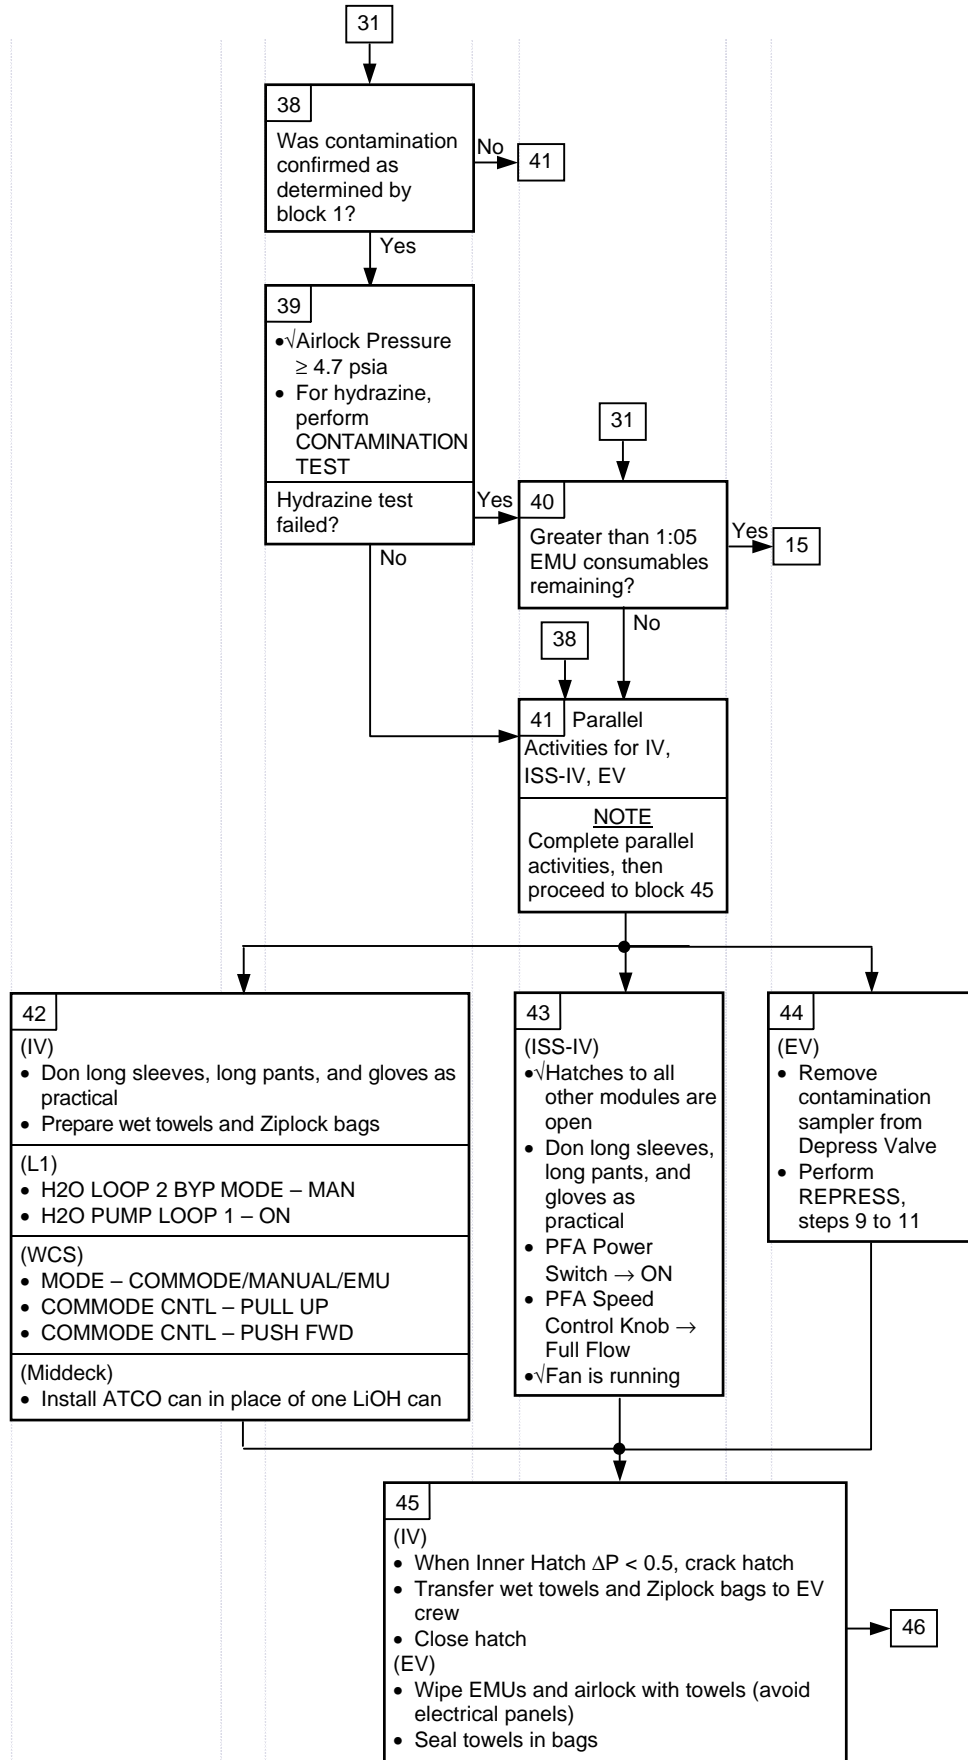 31
38
Was contamination
confirmed as
determined by
block 1?
No
41
Yes
39
•√Airlock Pressure
≥ 4.7 psia
• For hydrazine,
perform
CONTAMINATION
TEST
Hydrazine test
failed?
Yes
No
31
40
Greater than 1:05
EMU consumables
remaining?
Yes
15
No
38
41 Parallel
Activities for IV,
ISS-IV, EV
NOTE
Complete parallel
activities, then
proceed to block 45
42
(IV)
• Don long sleeves, long pants, and gloves as
practical
• Prepare wet towels and Ziplock bags
(L1)
• H2O LOOP 2 BYP MODE – MAN
• H2O PUMP LOOP 1 – ON
(WCS)
• MODE – COMMODE/MANUAL/EMU
• COMMODE CNTL – PULL UP
• COMMODE CNTL – PUSH FWD
(Middeck)
• Install ATCO can in place of one LiOH can
43
(ISS-IV)
•√Hatches to all
other modules are
open
• Don long sleeves,
long pants, and
gloves as
practical
• PFA Power
Switch → ON
• PFA Speed
Control Knob →
Full Flow
•√Fan is running
44
(EV)
• Remove
contamination
sampler from
Depress Valve
• Perform
REPRESS,
steps 9 to 11
45
(IV)
• When Inner Hatch ΔP < 0.5, crack hatch
• Transfer wet towels and Ziplock bags to EV
crew
• Close hatch
(EV)
• Wipe EMUs and airlock with towels (avoid
electrical panels)
• Seal towels in bags
46